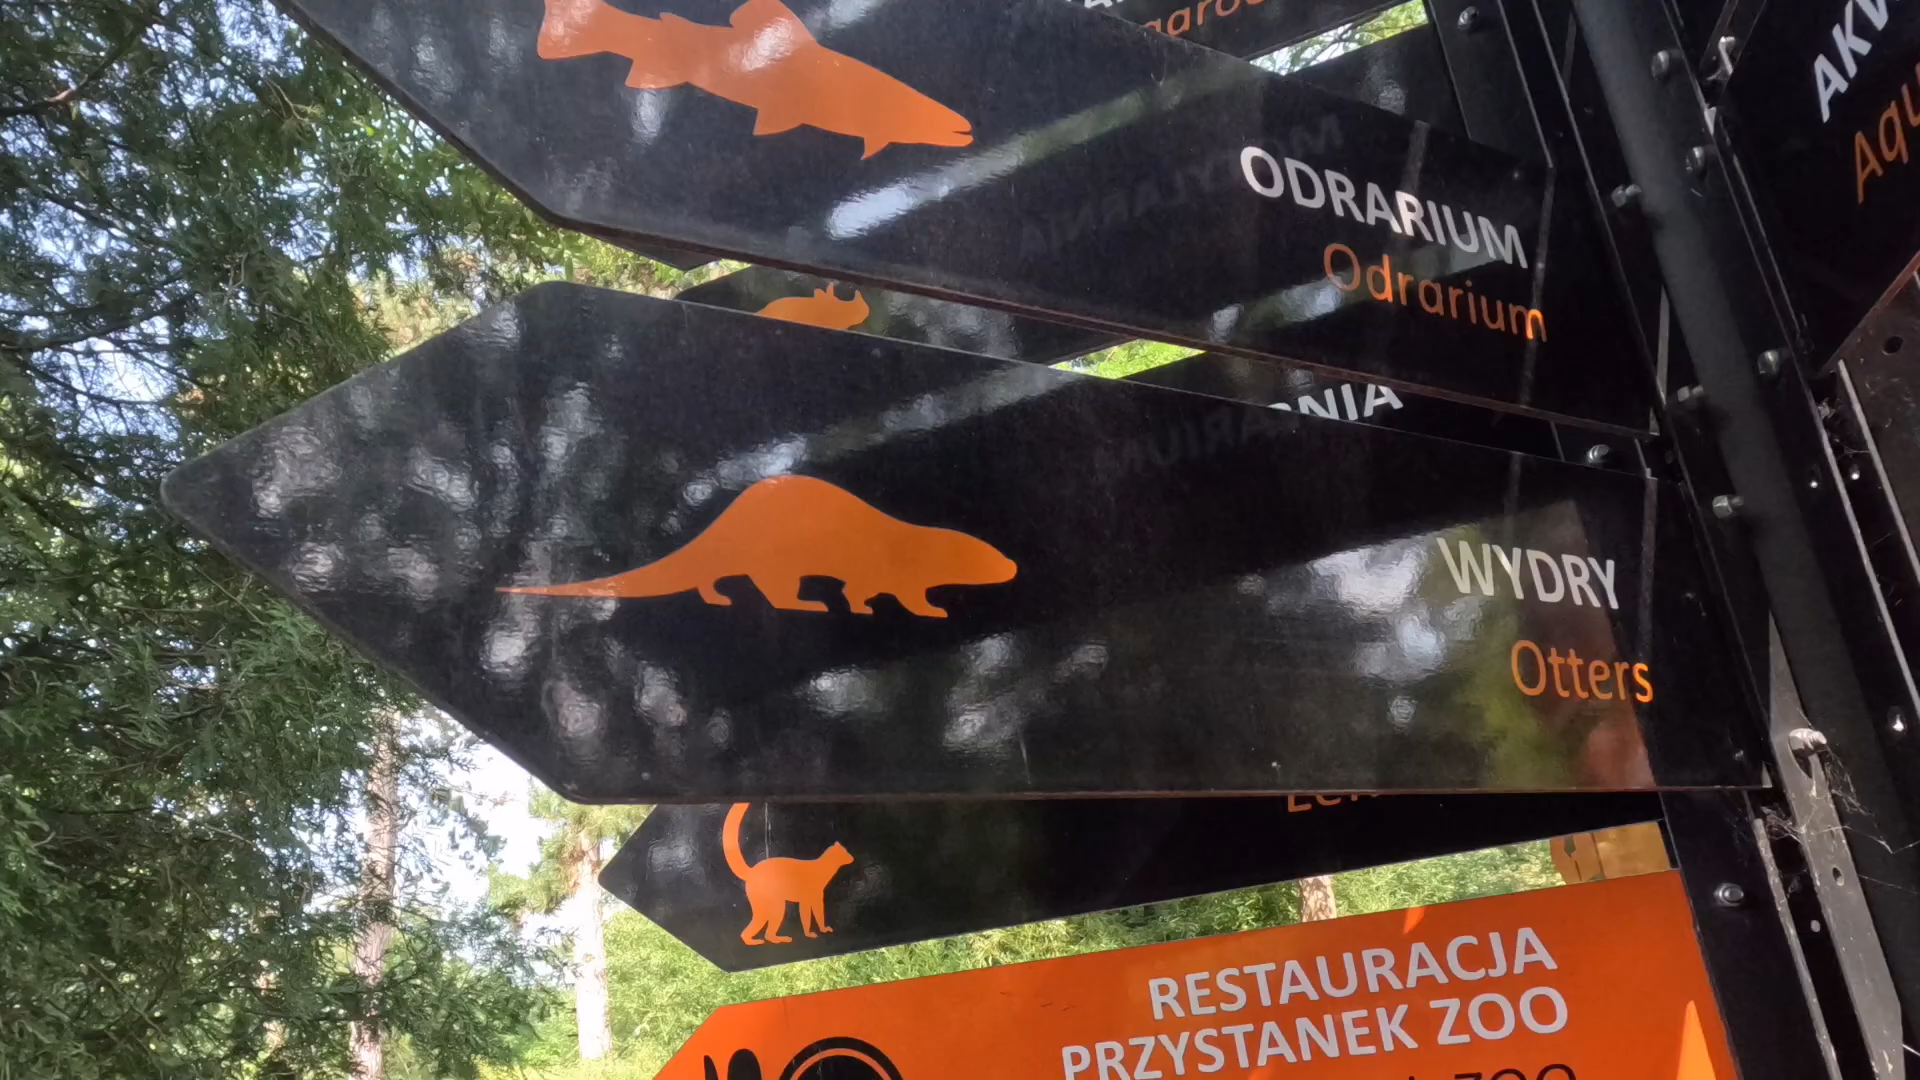 ODRARIUM
Odrarium
WYDRY
Otters
RESTAURACJA
PRZYSTANEK ZOO